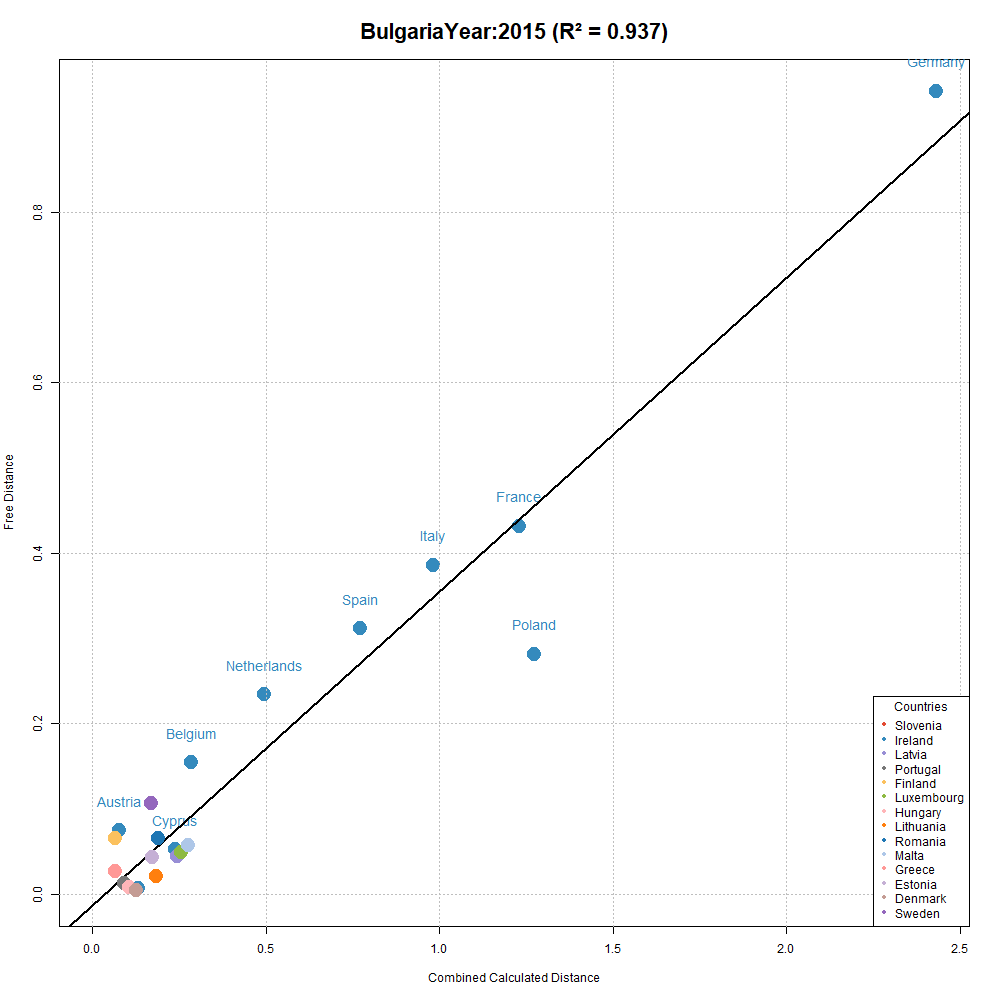 BulgariaYear:2015 (R² = 0.937)
Germany
France
Italy
Poland
Spain
Netherlands
Belgium
Austria
Cyprus
Free Distance
0.8
0.6
0.4
0.2
0.0
0.0 0.5 1.0 1.5 2.0 2.5
Combined Calculated Distance
Countries
Slovenia
Ireland
Latvia
Portugal
Finland
Luxembourg
Hungary
Lithuania
Romania
Malta
Greece
Estonia
Denmark
Sweden